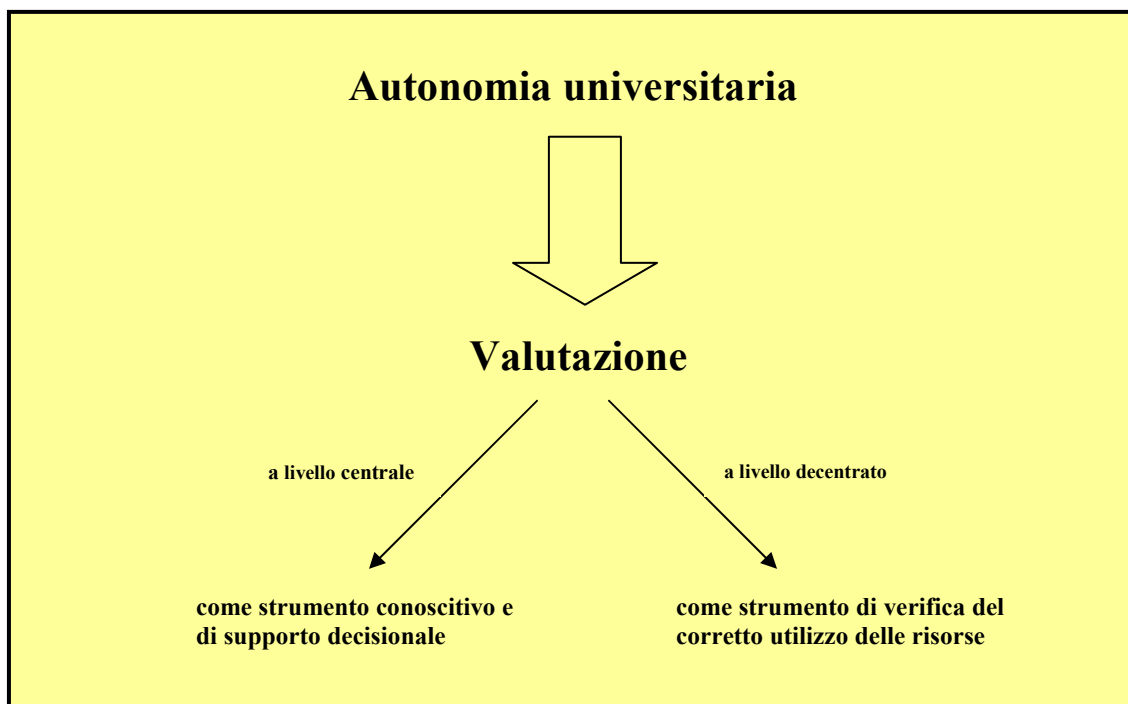 Autonomia universitaria
Valutazione
a livello centrale
a livello decentrato
come strumento conoscitivo e
di supporto decisionale
come strumento di verifica del
corretto utilizzo delle risorse